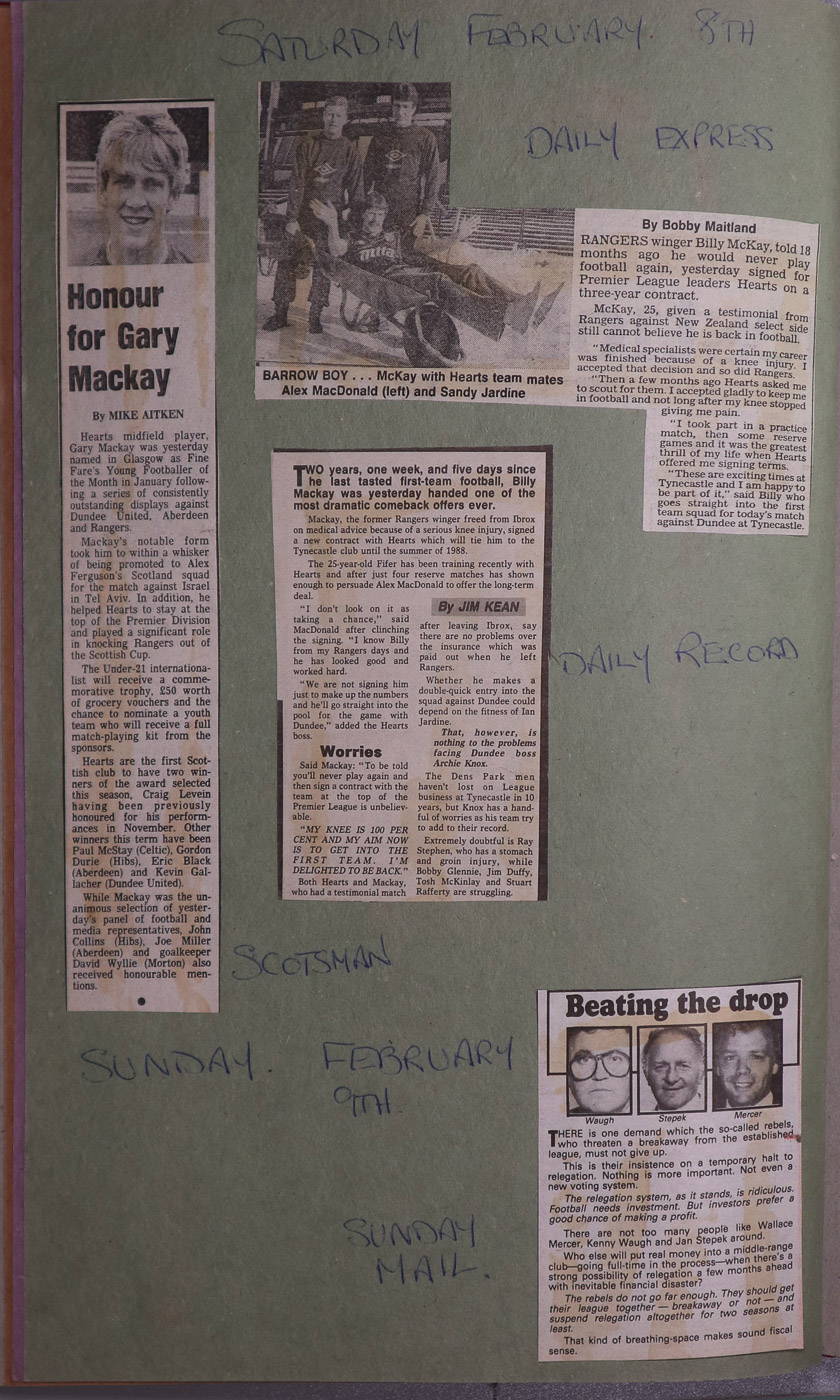 SATURDAY FEBRUARY. 8TH
DAILY EXPRESS
Honour
for Gary
Mackay
By MIKE AITKEN
Hearts midfield player,
Gary Mackay was yesterday
named in Glasgow as Fine
Fare's Young Footballer of
the Month in January follow-
ing a series of consistently
outstanding displays against
Dundee United, Aberdeen
and Rangers.
Mackay's notable form
took him to within a whisker
of being promoted to Alex
Ferguson's Scotland squad
for the match against Israel
in Tel Aviv. In addition, he
helped Hearts to stay at the
top of the Premier Division
and played a significant role
in knocking Rangers out of
the Scottish Cup.
The Under-21 internationa-
list will receive a comme-
morative trophy, £50 worth
of grocery vouchers and the
chance to nominate a youth
team who will receive a full
match-playing kit from the
sponsors.
Hearts are the first Scot-
tish club to have two win-
ners of the award selected
this season, Craig Levein
having been previously
honoured for his perform-
ances in November. Other
winners this term have been
Paul McStay (Celtic), Gordon
Durie (Hibs), Eric Black
(Aberdeen) and Kevin Gal-
lacher (Dundee United).
While Mackay was the un-
animous selection of yester-
day's panel of football and
media representatives, John
Collins (Hibs), Joe Miller
(Aberdeen) and goalkeeper
David Wyllie (Morton) also
received honourable men-
tions.
SCOTSMAN
mita
BARROW BOY . . . McKay with Hearts team mates
Alex MacDonald (left) and Sandy Jardine
By Bobby Maitland
RANGERS winger Billy McKay, told 18
months ago he would never play
football again, yesterday signed for
Premier League leaders Hearts on a
three-year contract.
McKay, 25, given a testimonial from
Rangers against New Zealand select side
still cannot believe he is back in football.
"Medical specialists were certain my career
was finished because of a knee injury. I
accepted that decision and so did Rangers.
"Then a few months ago Hearts asked me
to scout for them. I accepted gladly to keep me
in football and not long after my knee stopped
giving me pain.
"I took part in a practice
match, then some reserve
games and it was the greatest
thrill of my life when Hearts
offered me signing terms.
"These are exciting times at
Tynecastle and I am happy to
be part of it," said Billy who
goes straight into the first
team squad for today's match
against Dundee at Tynecastle.
TWO years, one week, and five days since
he last tasted first-team football, Billy
Mackay was yesterday handed one of the
most dramatic comeback offers ever.
Mackay, the former Rangers winger freed from Ibrox
on medical advice because of a serious knee injury, signed
a new contract with Hearts which will tie him to the
Tynecastle club until the summer of 1988.
The 25-year-old Fifer has been training recently with
Hearts and after just four reserve matches has shown
enough to persuade Alex MacDonald to offer the long-term
deal.
"I don't look on it as
taking a chance," said
MacDonald after clinching
the signing. "I know Billy
from my Rangers days and
he has looked good and
worked hard.
"We are not signing him
just to make up the numbers
and he'll go straight into the
pool for the game with
Dundee," added the Hearts
boss.
Worries
Said Mackay: "To be told
you'll never play again and
then sign a contract with the
team at the top of the
Premier League is unbeliev-
able.
"MY KNEE IS 100 PER
CENT AND MY AIM NOW
IS TO GET INTO THE
FIRST TEAM. I'M
DELIGHTED TO BE BACK."
Both Hearts and Mackay,
who had a testimonial match
By JIM KEAN
after leaving Ibrox, say
there are no problems over
the insurance which was
paid out when he left
Rangers.
Whether he makes a
double-quick entry into the
squad against Dundee could
depend on the fitness of Ian
Jardine.
That, however, is
nothing to the problems
facing Dundee boss
Archie Knox.
The Dens Park men
haven't lost on League
business at Tynecastle in 10
years, but Knox has a hand-
ful of worries as his team try
to add to their record.
Extremely doubtful is Ray
Stephen, who has a stomach
and groin injury, while
Bobby Glennie, Jim Duffy,
Tosh McKinlay and Stuart
Rafferty are struggling.
DAILY RECORD
SUNDAY. FEBRUARY
9TH.
SUNDAY
MAIL.
Beating the drop
Waugh Stepek Mercer
THERE is one demand which the so-called rebels,
who threaten a breakaway from the established
league, must not give up.
This is their insistence on a temporary halt to
relegation. Nothing is more important. Not even a
new voting system.
The relegation system, as it stands, is ridiculous.
Football needs investment. But investors prefer a
good chance of making a profit.
There are not too many people like Wallace
Mercer, Kenny Waugh and Jan Stepek around.
Who else will put real money into a middle-range
club—going full-time in the process—when there's a
strong possibility of relegation a few months ahead
with inevitable financial disaster?
The rebels do not go far enough. They should get
their league together — breakaway or not — and
suspend relegation altogether for two seasons at
least.
That kind of breathing-space makes sound fiscal
sense.